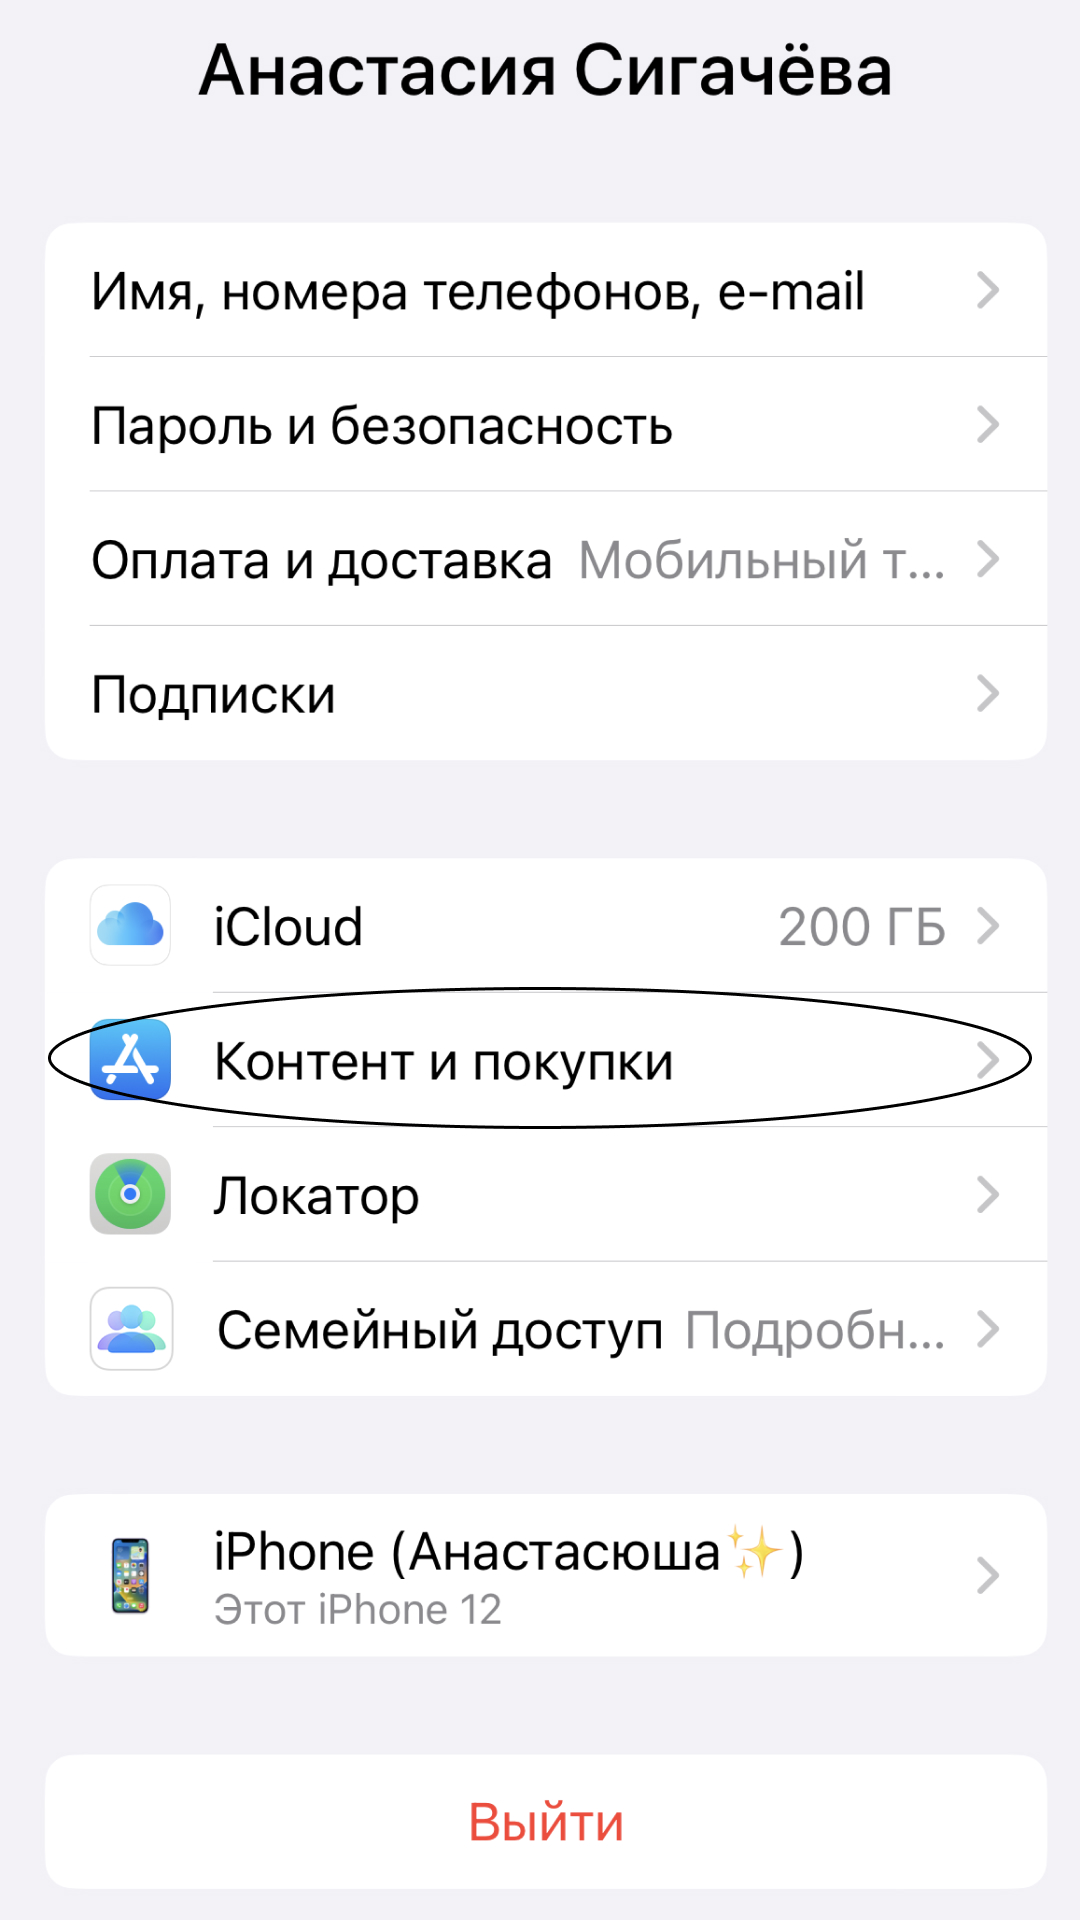 Анастасия Сигачёва
Имя, номера телефонов, e-mail
Пароль и безопасность
Оплата и доставка Мобильный т...
Подписки
iCloud 200 ГБ
Контент и покупки
Локатор
Семейный доступ Подробн...
iPhone (Анастасюша✨)
Этот iPhone 12
Выйти